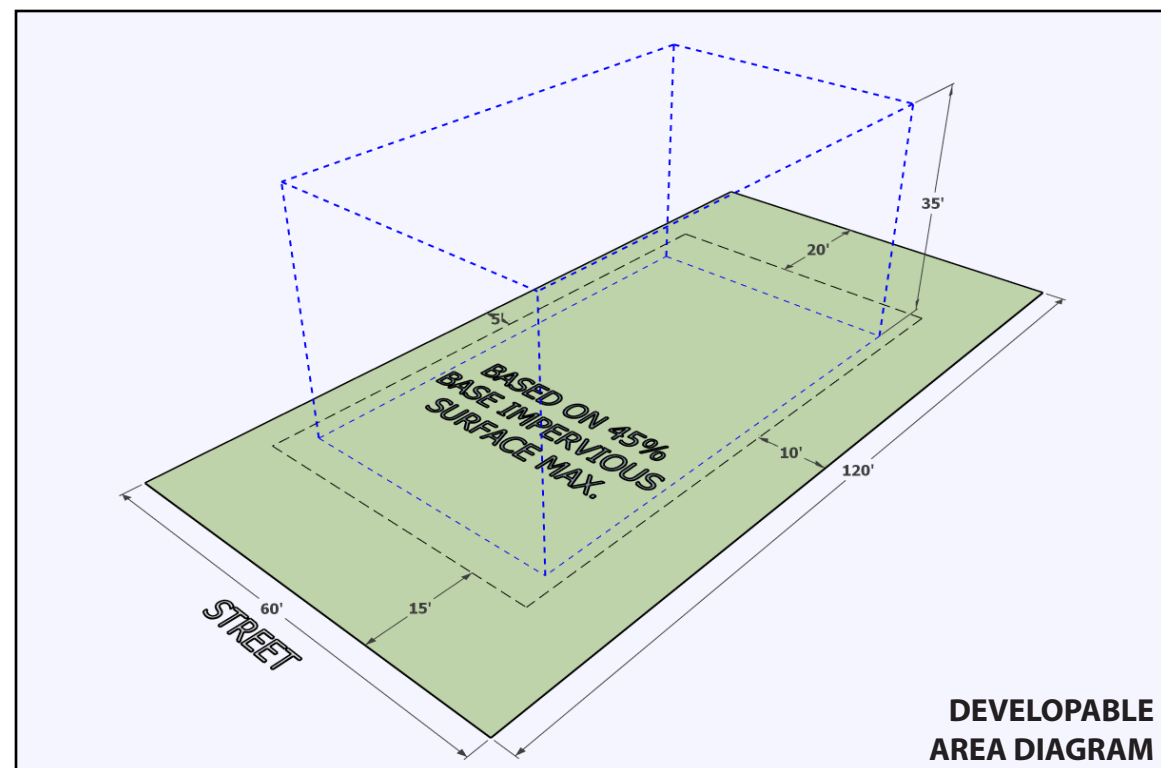 35'
20'
5'
BASED ON 45%
BASE IMPERVIOUS
SURFACE MAX.
10'
120'
15'
60'
STREET
DEVELOPABLE
AREA DIAGRAM